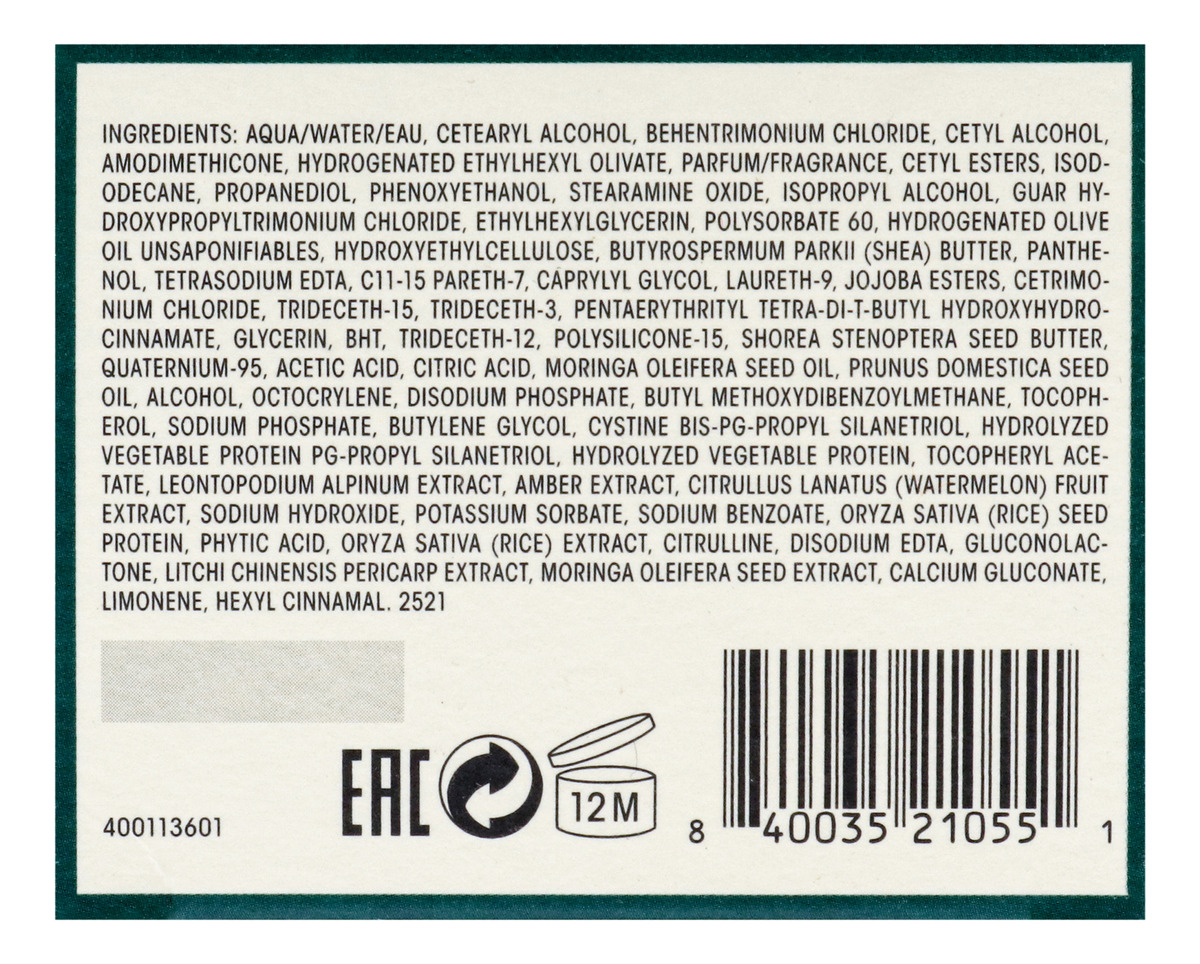 INGREDIENTS: AQUA/WATER/EAU, CETEARYL ALCOHOL, BEHENTRIMONIUM CHLORIDE, CETYL ALCOHOL,
AMODIMETHICONE, HYDROGENATED ETHYLHEXYL OLIVATE, PARFUM/FRAGRANCE, CETYL ESTERS, ISOD-
ODECANE, PROPANEDIOL, PHENOXYETHANOL, STEARAMINE OXIDE, ISOPROPYL ALCOHOL, GUAR HY-
DROXYPROPYLTRIMONIUM CHLORIDE, ETHYLHEXYLGLYCERIN, POLYSORBATE 60, HYDROGENATED OLIVE
OIL UNSAPONIFIABLES, HYDROXYETHYLCELLULOSE, BUTYROSPERMUM PARKII (SHEA) BUTTER, PANTHE-
NOL, TETRASODIUM EDTA, C11-15 PARETH-7, CAPRYLYL GLYCOL, LAURETH-9, JOJOBA ESTERS, CETRIMO-
NIUM CHLORIDE, TRIDECETH-15, TRIDECETH-3, PENTAERYTHRITYL TETRA-DI-T-BUTYL HYDROXYHYDRO-
CINNAMATE, GLYCERIN, BHT, TRIDECETH-12, POLYSILICONE-15, SHOREA STENOPTERA SEED BUTTER,
QUATERNIUM-95, ACETIC ACID, CITRIC ACID, MORINGA OLEIFERA SEED OIL, PRUNUS DOMESTICA SEED
OIL, ALCOHOL, OCTOCRYLENE, DISODIUM PHOSPHATE, BUTYL METHOXYDIBENZOYLMETHANE, TOCOPH-
EROL, SODIUM PHOSPHATE, BUTYLENE GLYCOL, CYSTINE BIS-PG-PROPYL SILANETRIOL, HYDROLYZED
VEGETABLE PROTEIN PG-PROPYL SILANETRIOL, HYDROLYZED VEGETABLE PROTEIN, TOCOPHERYL ACE-
TATE, LEONTOPODIUM ALPINUM EXTRACT, AMBER EXTRACT, CITRULLUS LANATUS (WATERMELON) FRUIT
EXTRACT, SODIUM HYDROXIDE, POTASSIUM SORBATE, SODIUM BENZOATE, ORYZA SATIVA (RICE) SEED
PROTEIN, PHYTIC ACID, ORYZA SATIVA (RICE) EXTRACT, CITRULLINE, DISODIUM EDTA, GLUCONOLAC-
TONE, LITCHI CHINENSIS PERICARP EXTRACT, MORINGA OLEIFERA SEED EXTRACT, CALCIUM GLUCONATE,
LIMONENE, HEXYL CINNAMAL. 2521
400113601
EAC
12 M
8 40035 21055 1